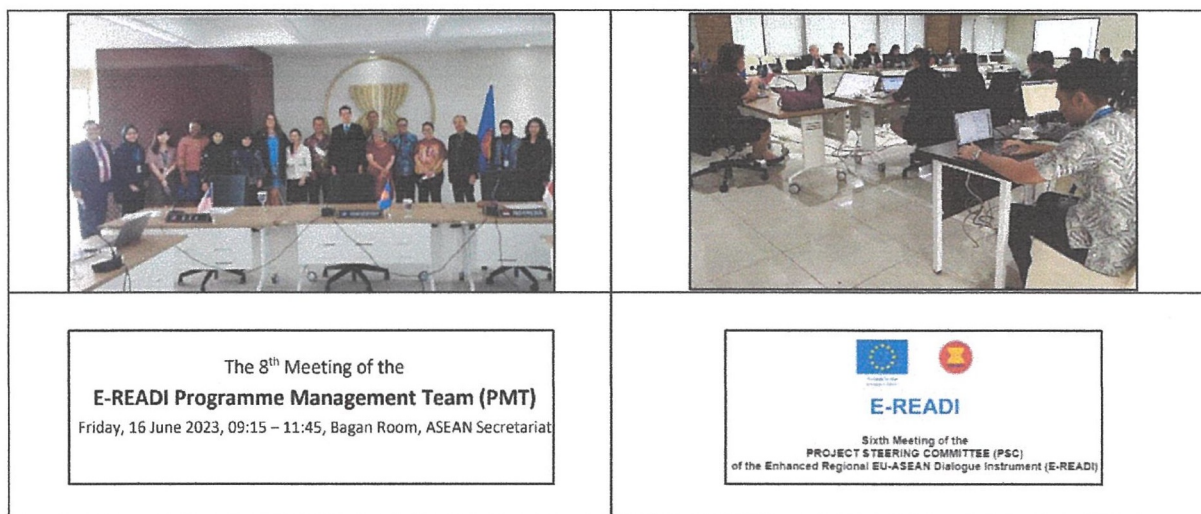 The 8th Meeting of the
E-READI Programme Management Team (PMT)
Friday, 16 June 2023, 09:15 – 11:45, Bagan Room, ASEAN Secretariat
E-READI
Sixth Meeting of the
PROJECT STEERING COMMITTEE (PSC)
of the Enhanced Regional EU-ASEAN Dialogue Instrument (E-READI)